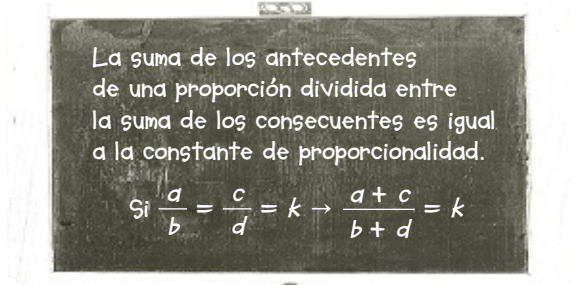 La suma de los antecedentes
de una proporción dividida entre
la suma de los consecuentes es igual
a la constante de proporcionalidad.
Si a/b = c/d = k → (a + c)/(b + d) = k